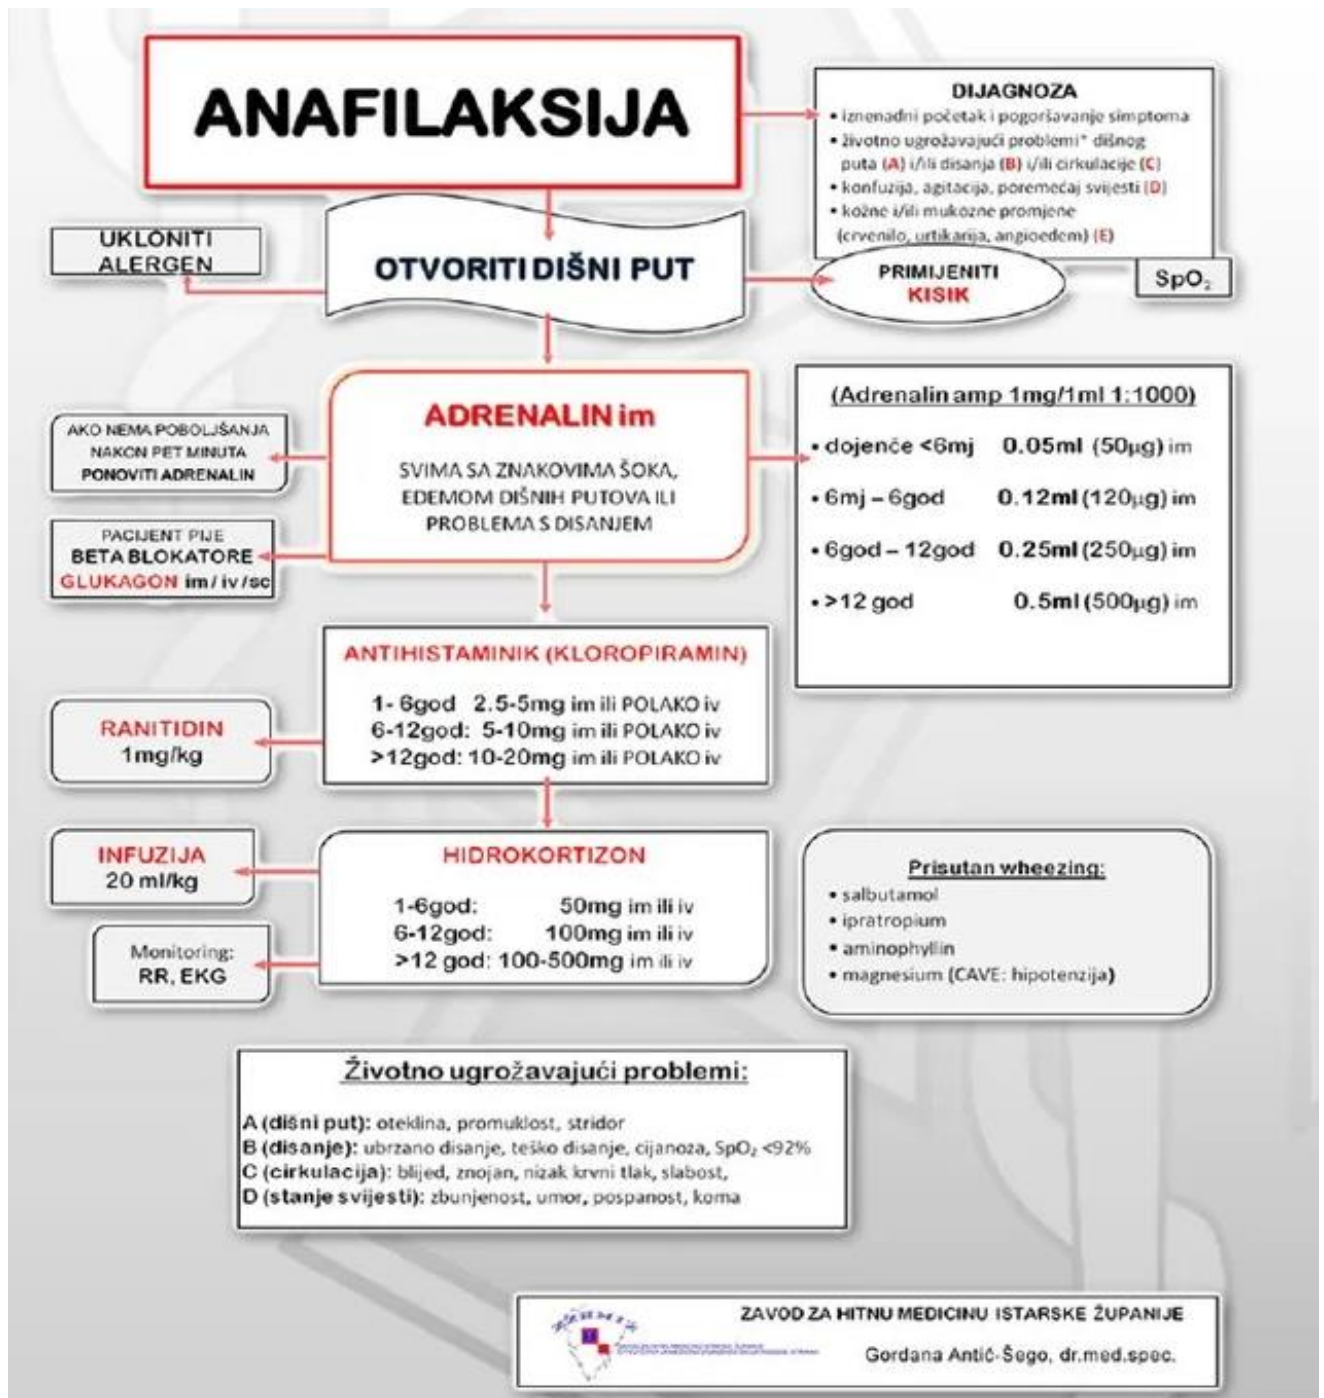 ANAFILAKSIJA
DIJAGNOZA
• iznenadni početak i pogoršavanje simptoma
• životno ugrožavajući problemi* dišnog
puta (A) i/ili disanja (B) i/ili cirkulacije (C)
• konfuzija, agitacija, poremećaj svijesti (D)
• kožne i/ili mukozne promjene
(crvenilo, urtikarija, angioedem) (E)
UKLONITI
ALERGEN
OTVORITI DIŠNI PUT
PRIMIJENITI
KISIK
SpO₂
ADRENALIN im
SVIMA SA ZNAKOVIMA ŠOKA,
EDEMOM DIŠNIH PUTOVA ILI
PROBLEMA S DISANJEM
AKO NEMA POBOLJŠANJA
NAKON PET MINUTA
PONOVITI ADRENALIN
PACIJENT PIJE
BETA BLOKATORE
GLUKAGON im/iv/sc
(Adrenalin amp 1mg/1ml 1:1000)
• dojenče <6mj 0.05ml (50µg) im
• 6mj – 6god 0.12ml (120µg) im
• 6god – 12god 0.25ml (250µg) im
• >12 god 0.5ml (500µg) im
ANTIHISTAMINIK (KLOROPIRAMIN)
1- 6god 2.5-5mg im ili POLAKO iv
6-12god: 5-10mg im ili POLAKO iv
>12god: 10-20mg im ili POLAKO iv
RANITIDIN
1mg/kg
HIDROKORTIZON
1-6god: 50mg im ili iv
6-12god: 100mg im ili iv
>12 god: 100-500mg im ili iv
INFUZIJA
20 ml/kg
Monitoring:
RR, EKG
Prisutan wheezing:
• salbutamol
• ipratropium
• aminophyllin
• magnesium (CAVE: hipotenzija)
Životno ugrožavajući problemi:
A (dišni put): oteklina, promuklost, stridor
B (disanje): ubrzano disanje, teško disanje, cijanoza, SpO₂ <92%
C (cirkulacija): blijed, znojan, nizak krvni tlak, slabost,
D (stanje svijesti): zbunjenost, umor, pospanost, koma
ZAVOD ZA HITNU MEDICINU ISTARSKE ŽUPANIJE
Gordana Antić-Šego, dr.med.spec.